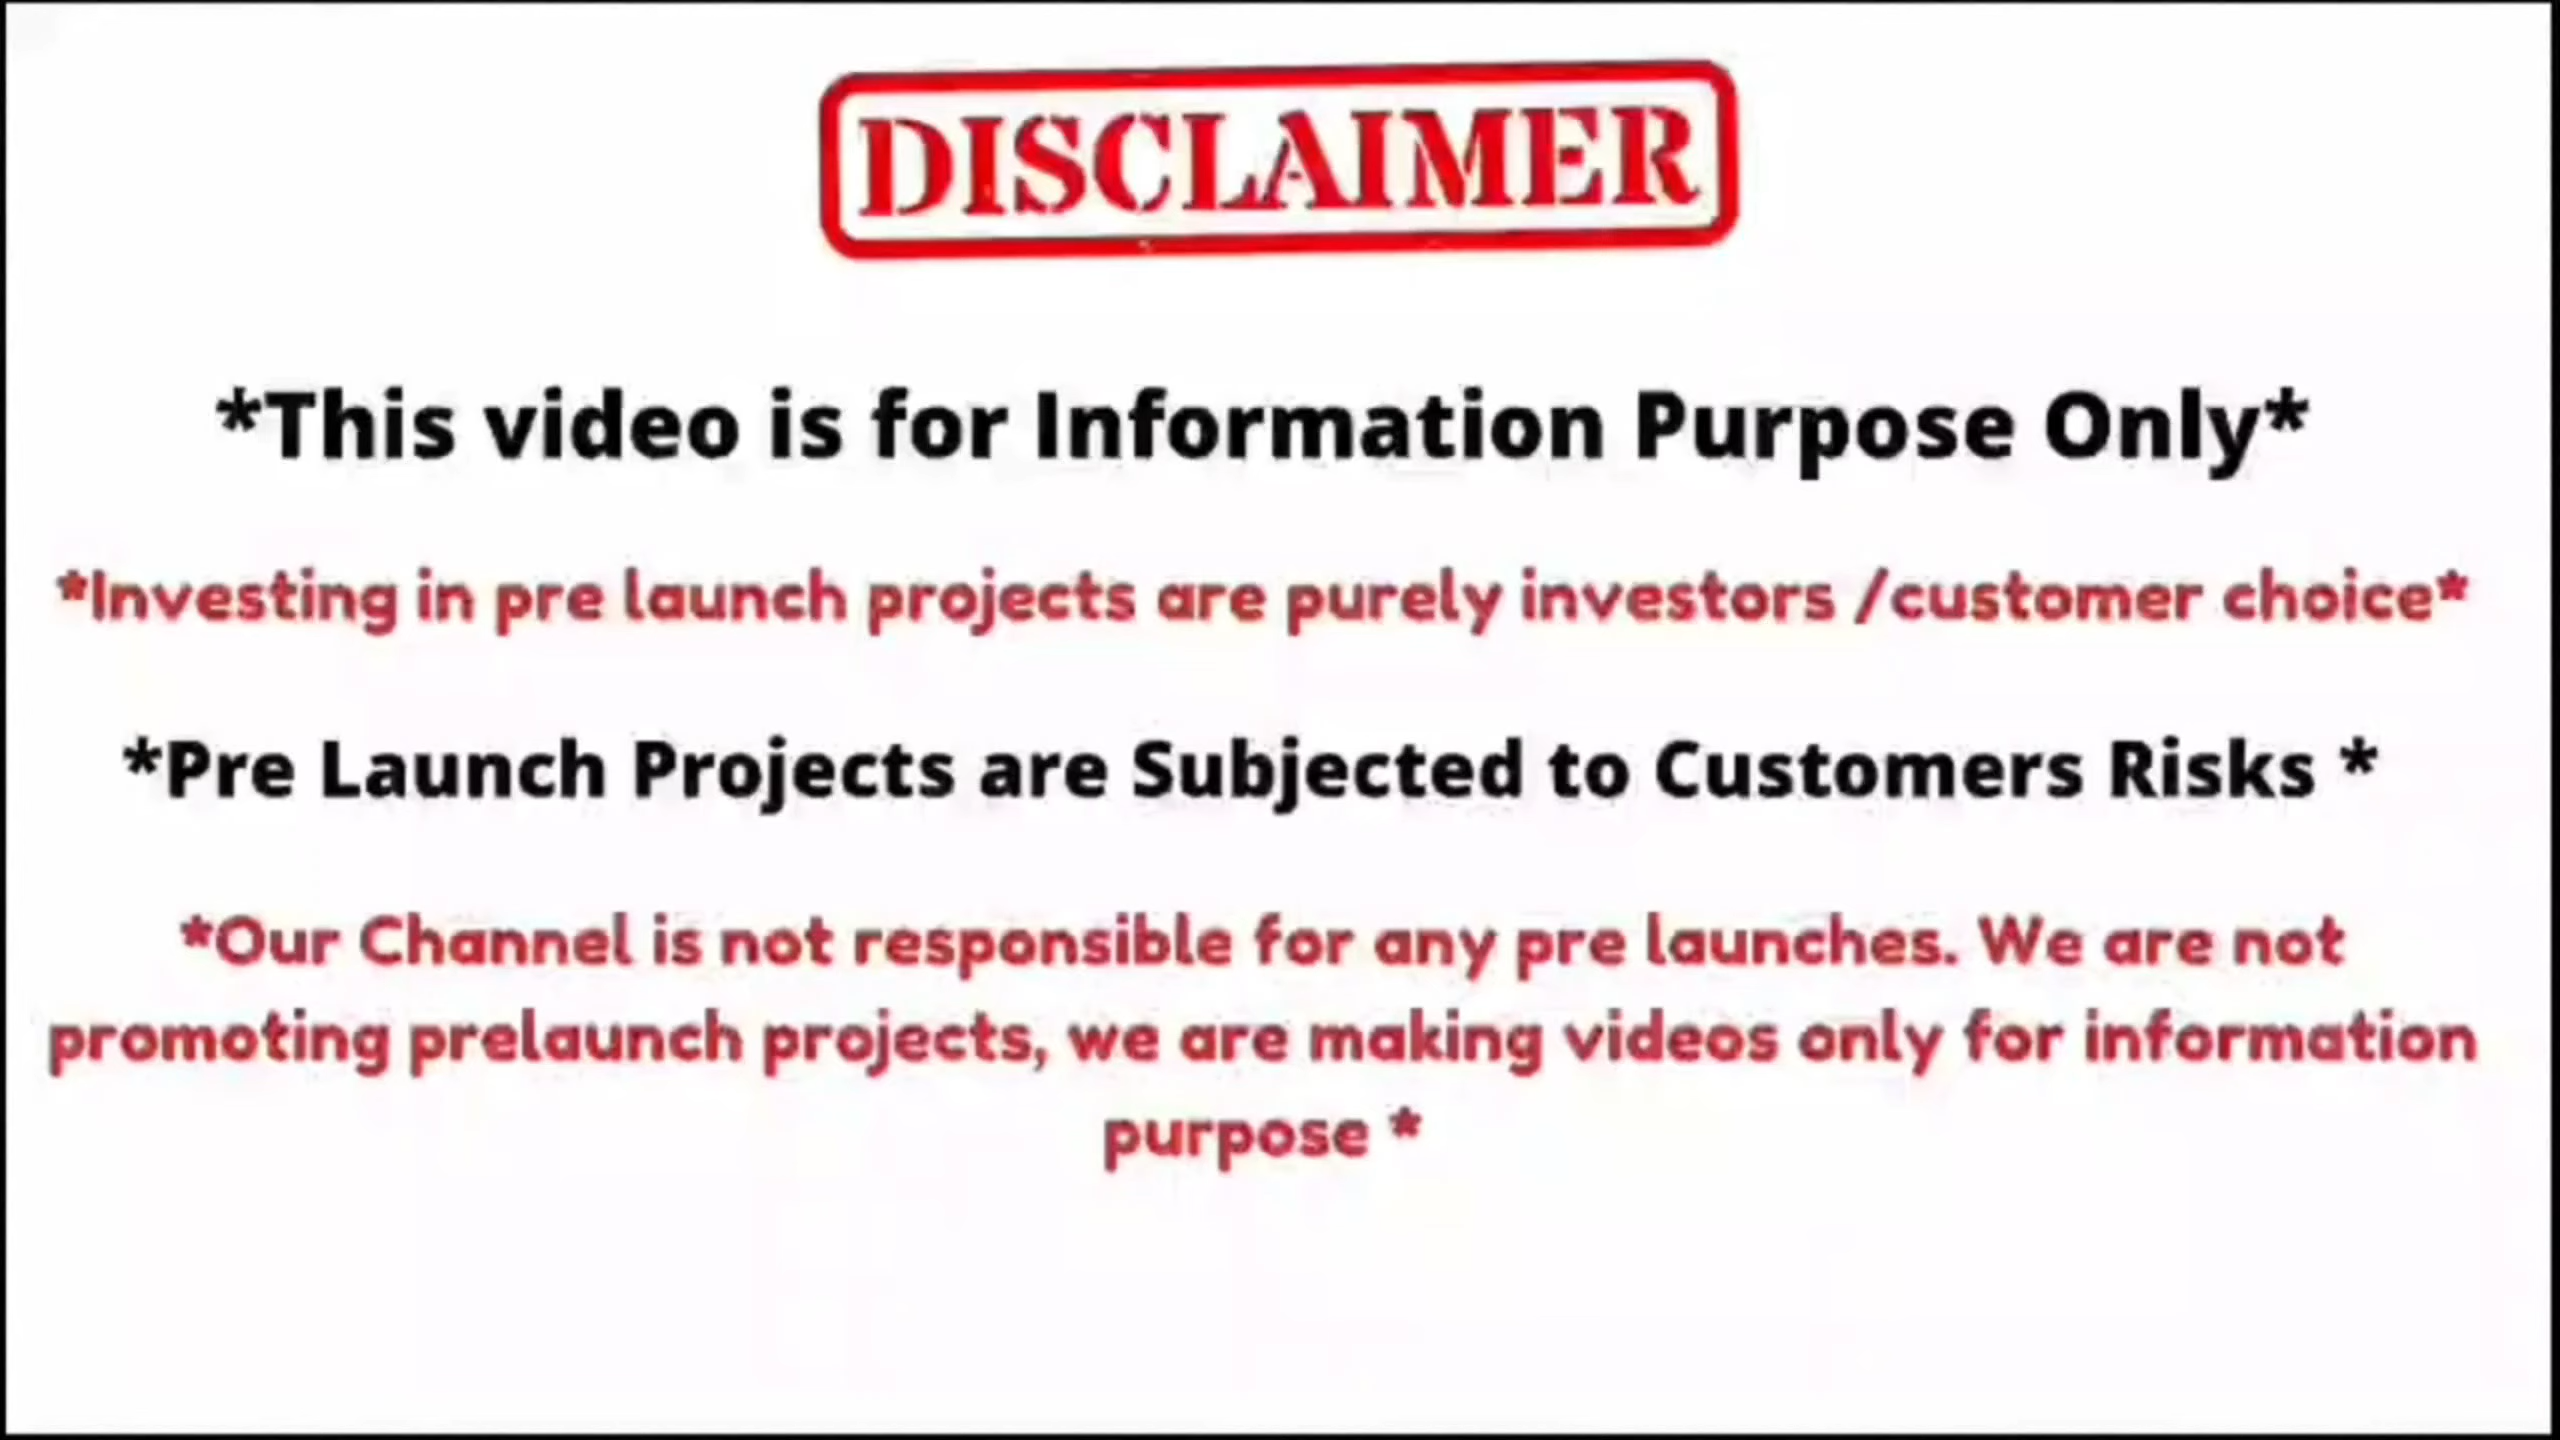 DISCLAIMER
*This video is for Information Purpose Only*
*Investing in pre launch projects are purely investors /customer choice*
*Pre Launch Projects are Subjected to Customers Risks *
*Our Channel is not responsible for any pre launches. We are not
promoting prelaunch projects, we are making videos only for information
purpose *